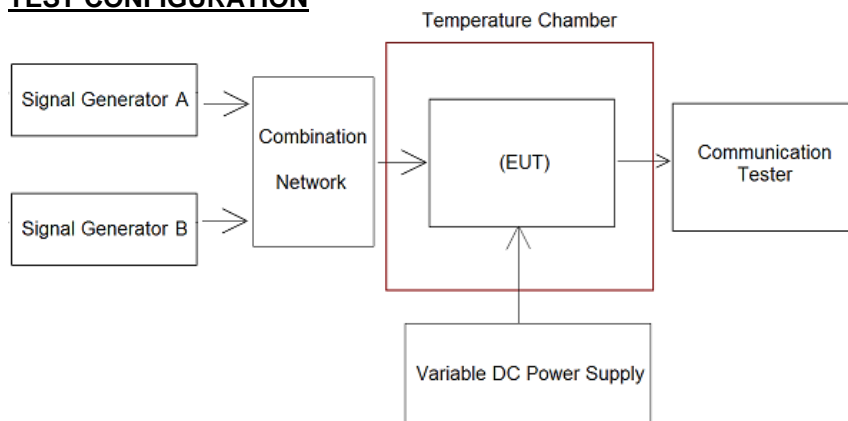 TEST CONFIGURATION
Temperature Chamber
Signal Generator A
Combination
Network
(EUT)
Communication
Tester
Signal Generator B
Variable DC Power Supply